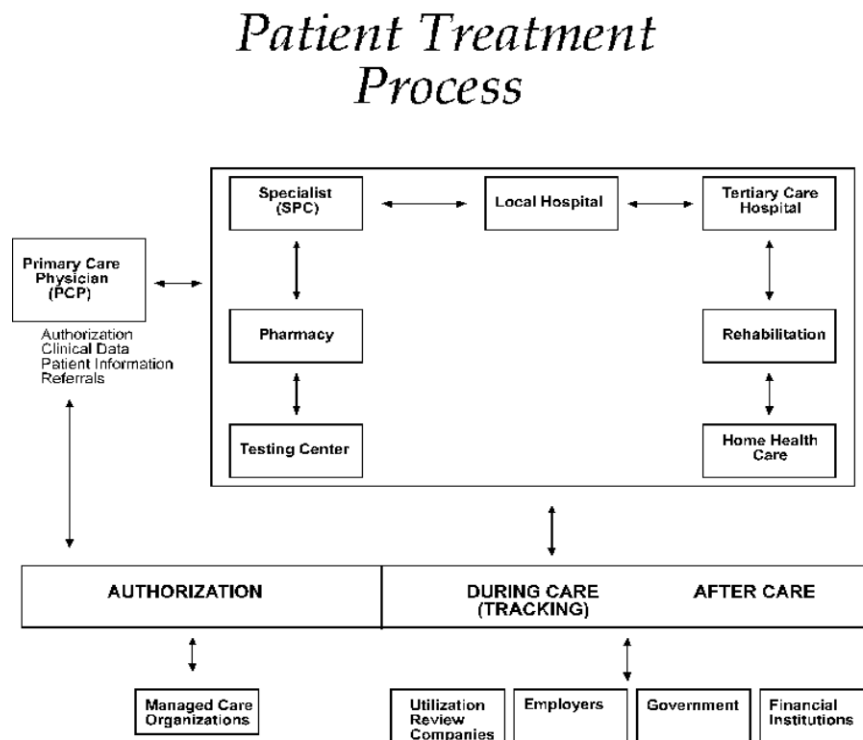 Patient Treatment
Process
Specialist
(SPC)
Local Hospital
Tertiary Care
Hospital
Primary Care
Physician
(PCP)
Authorization
Clinical Data
Patient Information
Referrals
Pharmacy
Rehabilitation
Testing Center
Home Health
Care
AUTHORIZATION
DURING CARE
(TRACKING)
AFTER CARE
Managed Care
Organizations
Utilization
Review
Companies
Employers
Government
Financial
Institutions